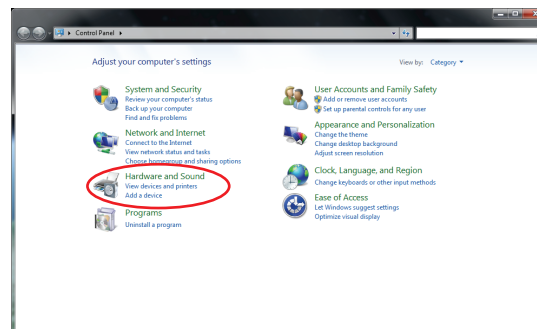 Control Panel
Adjust your computer's settings
View by: Category
System and Security
Review your computer's status
Back up your computer
Find and fix problems
Network and Internet
Connect to the Internet
View network status and tasks
Choose homegroup and sharing options
Hardware and Sound
View devices and printers
Add a device
Programs
Uninstall a program
User Accounts and Family Safety
Add or remove user accounts
Set up parental controls for any user
Appearance and Personalization
Change the theme
Change desktop background
Adjust screen resolution
Clock, Language, and Region
Change keyboards or other input methods
Ease of Access
Let Windows suggest settings
Optimize visual display